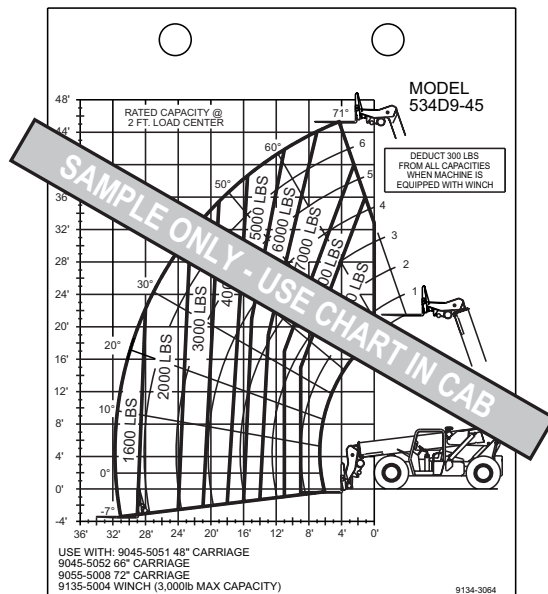 MODEL
534D9-45
RATED CAPACITY @
2 FT. LOAD CENTER
DEDUCT 300 LBS
FROM ALL CAPACITIES
WHEN MACHINE IS
EQUIPPED WITH WINCH
SAMPLE ONLY - USE CHART IN CAB
48'
44'
36'
32'
28'
24'
20'
16'
12'
8'
4'
0'
-4'
71°
60°
50°
30°
20°
10°
0°
-7°
6
5
4
3
2
1
1600 LBS
2000 LBS
3000 LBS
5000 LBS
6000 LBS
7000 LBS
36' 32' 28' 24' 20' 16' 12' 8' 4' 0'
USE WITH: 9045-5051 48" CARRIAGE
9045-5052 66" CARRIAGE
9055-5008 72" CARRIAGE
9135-5004 WINCH (3,000lb MAX CAPACITY)
9134-3064